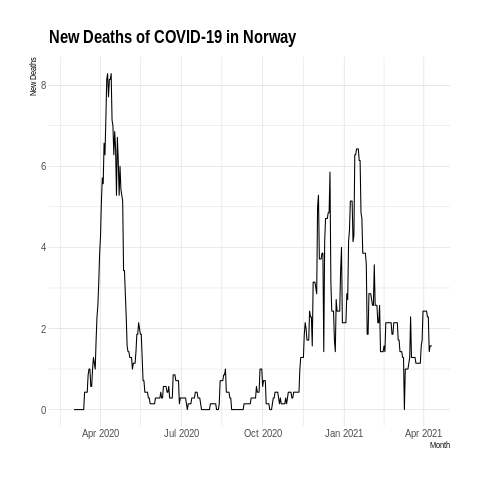 New Deaths of COVID-19 in Norway
New Deaths
8
6
4
2
0
Apr 2020
Jul 2020
Oct 2020
Jan 2021
Apr 2021
Month